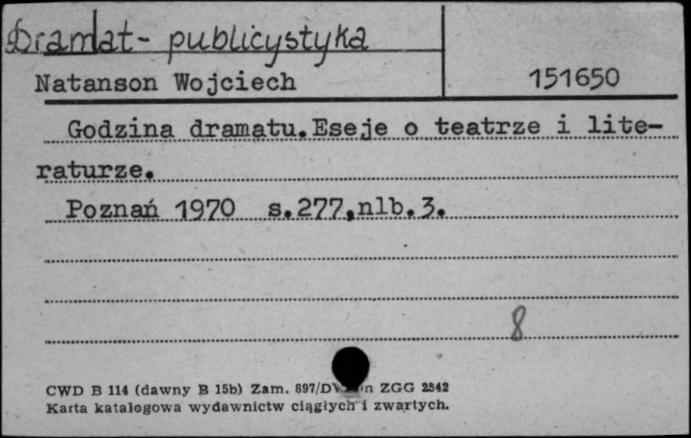 Dramat - publicystyka
Natanson Wojciech
151650
Godzina dramatu.Eseje o teatrze i lite-
raturze.
Poznań 1970 s.277,nlb.3.
8
CWD B 114 (dawny B 15b) Zam. 897/D ZGG 2542
Karta katalogowa wydawnictw ciągłych i zwartych.